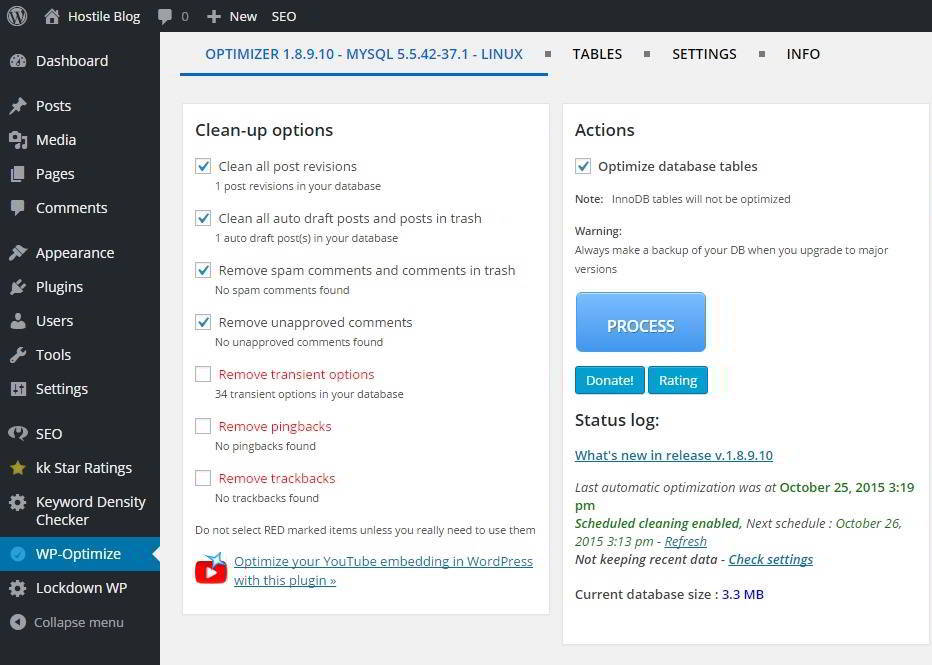 Hostile Blog 0 New SEO
Dashboard
Posts
Media
Pages
Comments
Appearance
Plugins
Users
Tools
Settings
SEO
kk Star Ratings
Keyword Density
Checker
WP-Optimize
Lockdown WP
Collapse menu
OPTIMIZER 1.8.9.10 - MYSQL 5.5.42-37.1 - LINUX TABLES SETTINGS INFO
Clean-up options
Clean all post revisions
1 post revisions in your database
Clean all auto draft posts and posts in trash
1 auto draft post(s) in your database
Remove spam comments and comments in trash
No spam comments found
Remove unapproved comments
No unapproved comments found
Remove transient options
34 transient options in your database
Remove pingbacks
No pingbacks found
Remove trackbacks
No trackbacks found
Do not select RED marked items unless you really need to use them
Optimize your YouTube embedding in WordPress
with this plugin »
Actions
Optimize database tables
Note: InnoDB tables will not be optimized
Warning:
Always make a backup of your DB when you upgrade to major
versions
PROCESS
Donate! Rating
Status log:
What's new in release v.1.8.9.10
Last automatic optimization was at October 25, 2015 3:19
pm
Scheduled cleaning enabled, Next schedule : October 26,
2015 3:13 pm - Refresh
Not keeping recent data - Check settings
Current database size : 3.3 MB